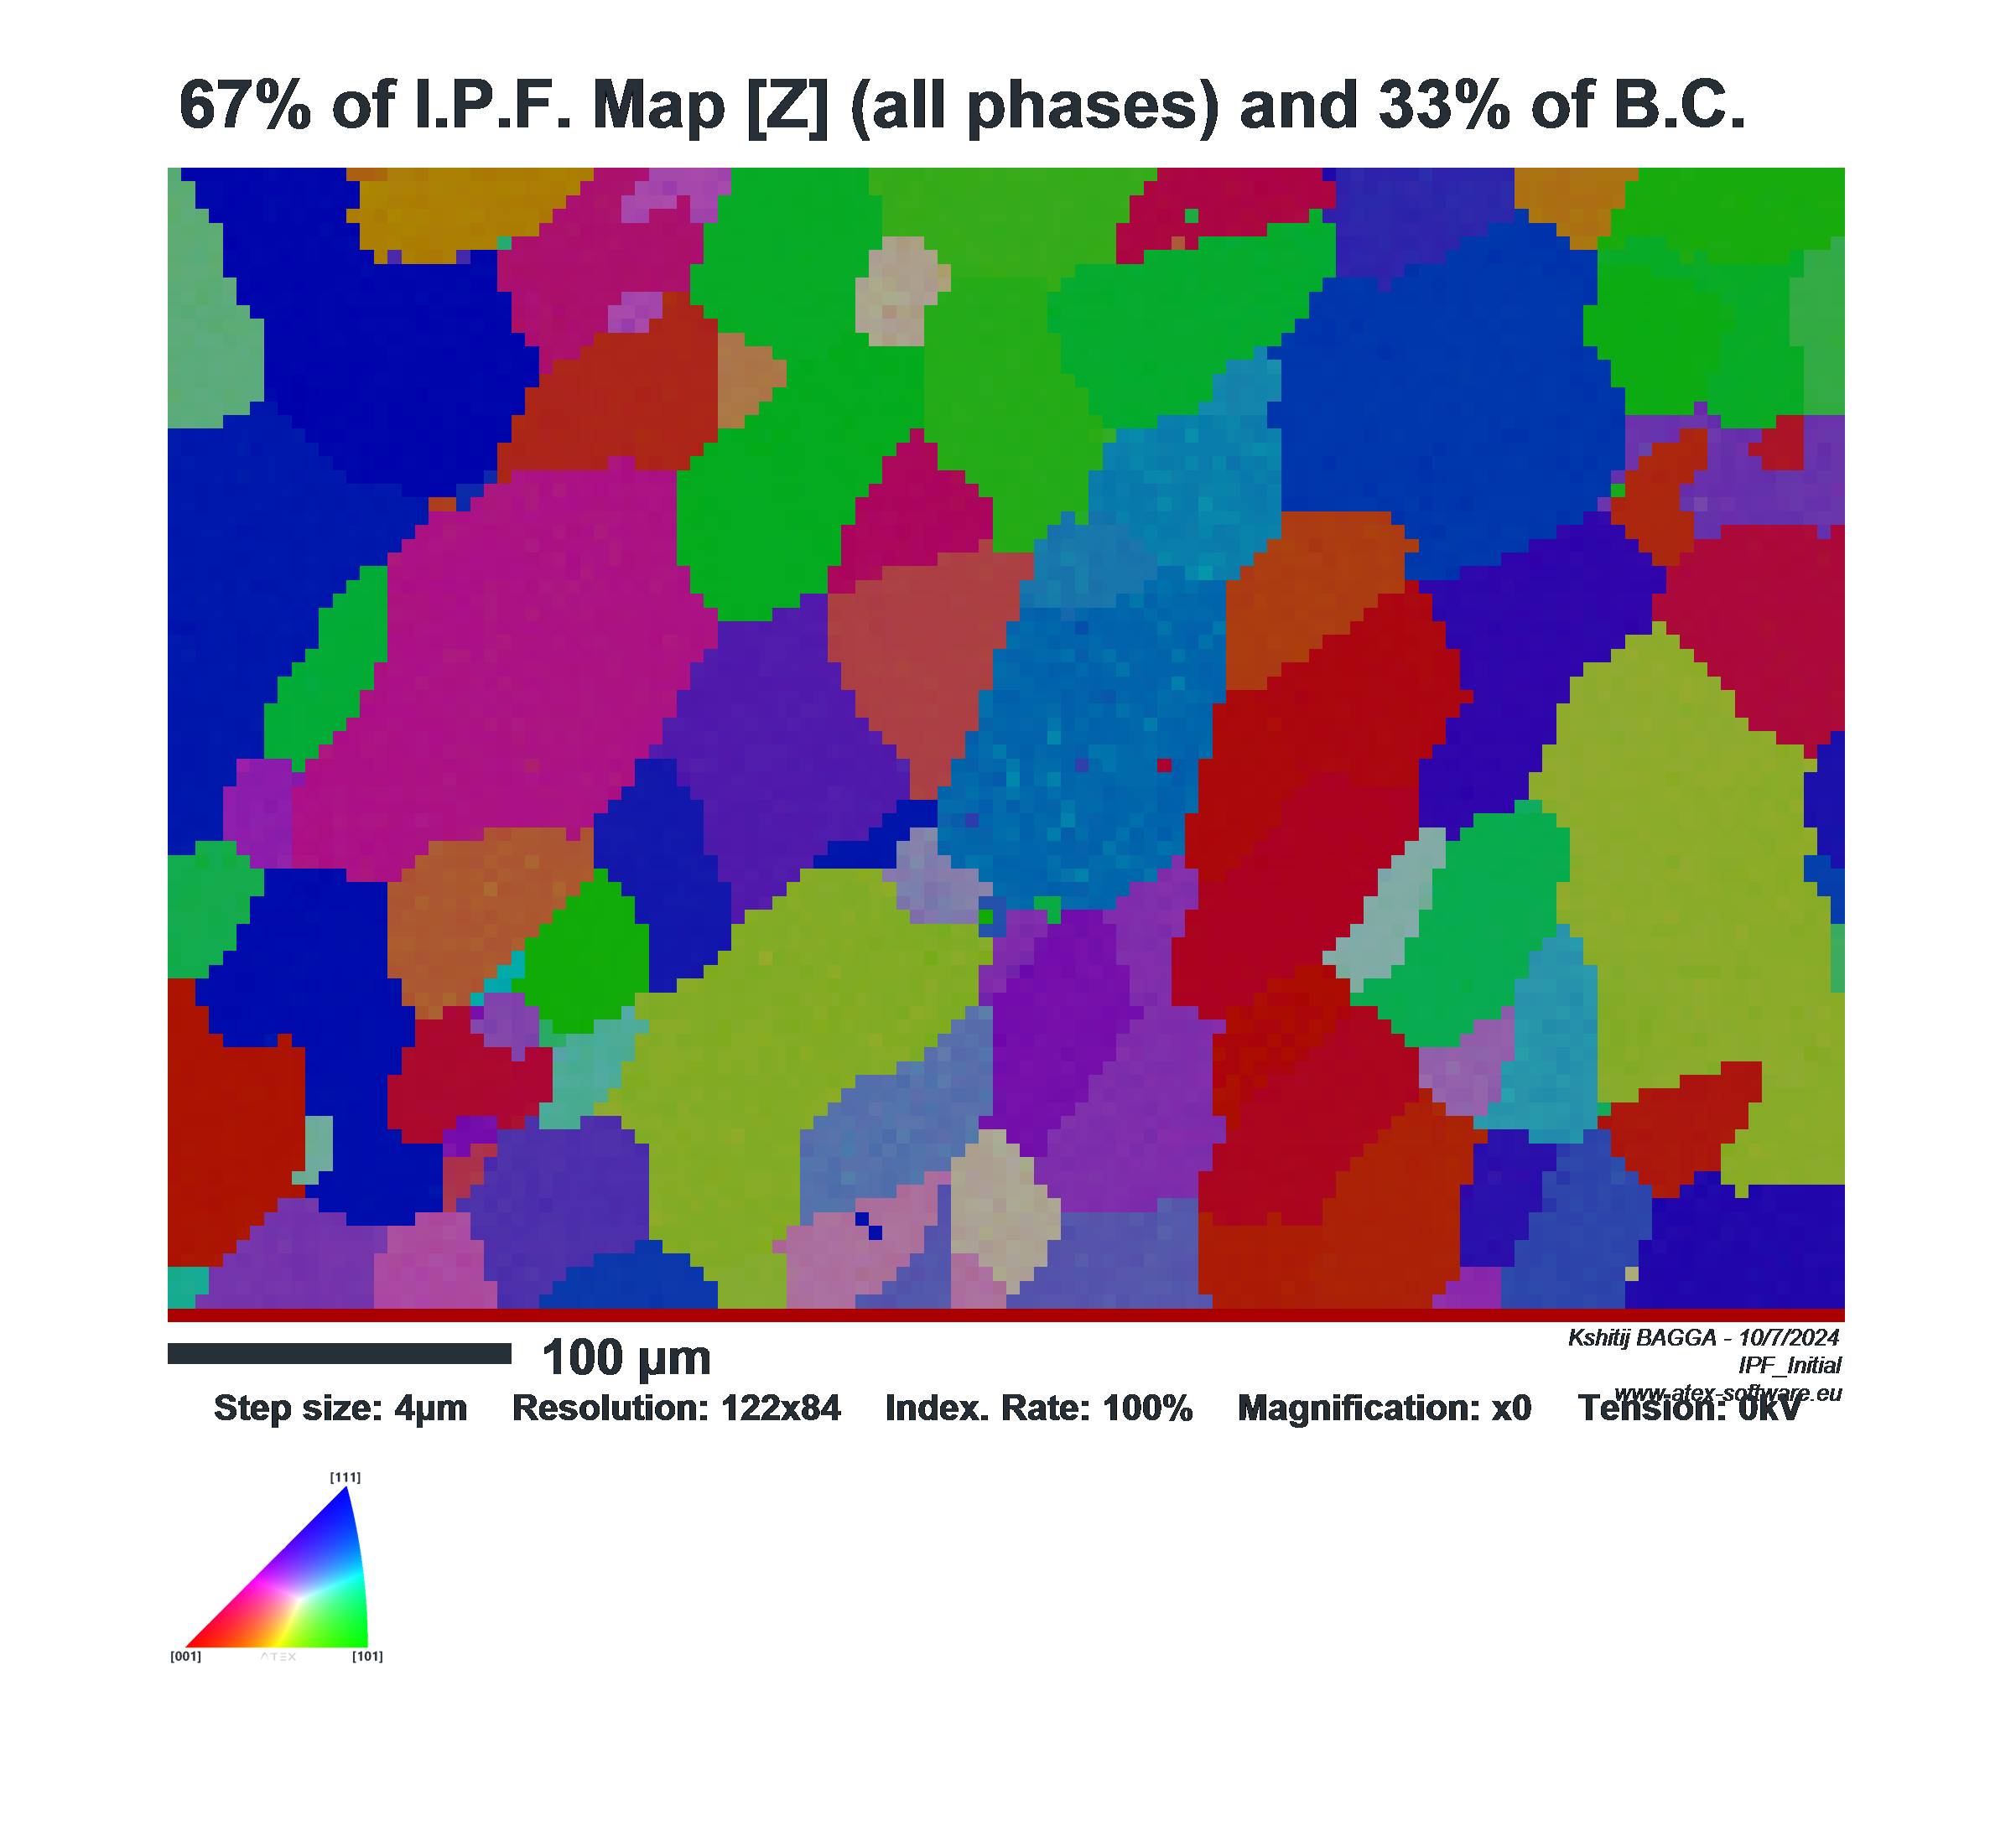 67% of I.P.F. Map [Z] (all phases) and 33% of B.C.
100 µm
Kshitij BAGGA - 10/7/2024
IPF_Initial
www.atex-software.eu
Step size: 4µm Resolution: 122x84 Index. Rate: 100% Magnification: x0 Tension: 0kV
[111]
[001] ATEX [101]